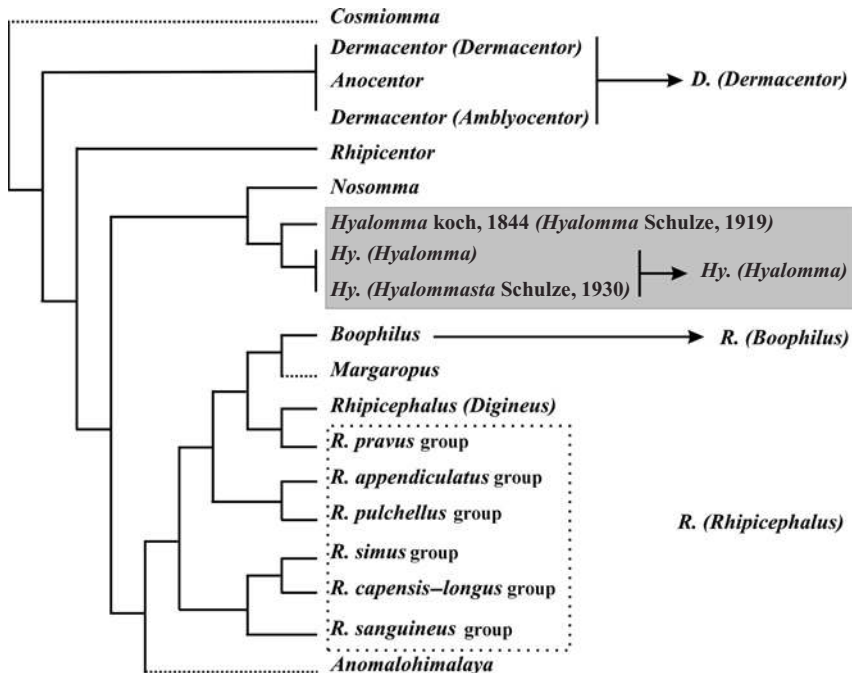 Cosmiomma
Dermacentor (Dermacentor)
Anocentor
D. (Dermacentor)
Dermacentor (Amblyocentor)
Rhipicentor
Nosomma
Hyalomma koch, 1844 (Hyalomma Schulze, 1919)
Hy. (Hyalomma)
Hy. (Hyalomma)
Hy. (Hyalommasta Schulze, 1930)
Boophilus
R. (Boophilus)
Margaropus
Rhipicephalus (Digineus)
R. pravus group
R. appendiculatus group
R. pulchellus group
R. (Rhipicephalus)
R. simus group
R. capensis–longus group
R. sanguineus group
Anomalohimalaya